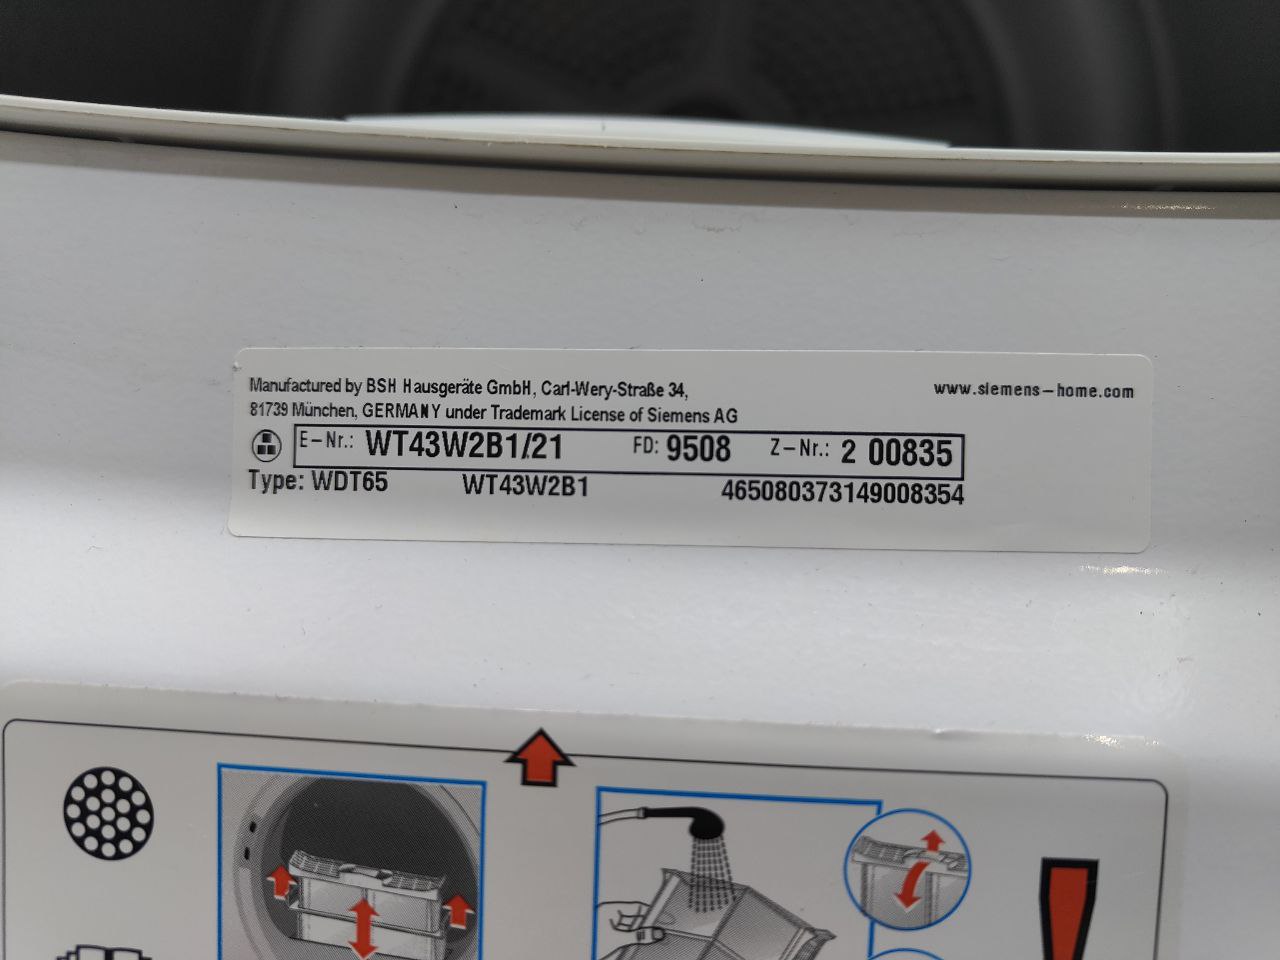 Manufactured by BSH Hausgeräte GmbH, Carl-Wery-Straße 34,
www.siemens-home.com
81739 München, GERMANY under Trademark License of Siemens AG
E-Nr.: WT43W2B1/21 FD: 9508 Z-Nr.: 2 00835
Type: WDT65 WT43W2B1 465080373149008354